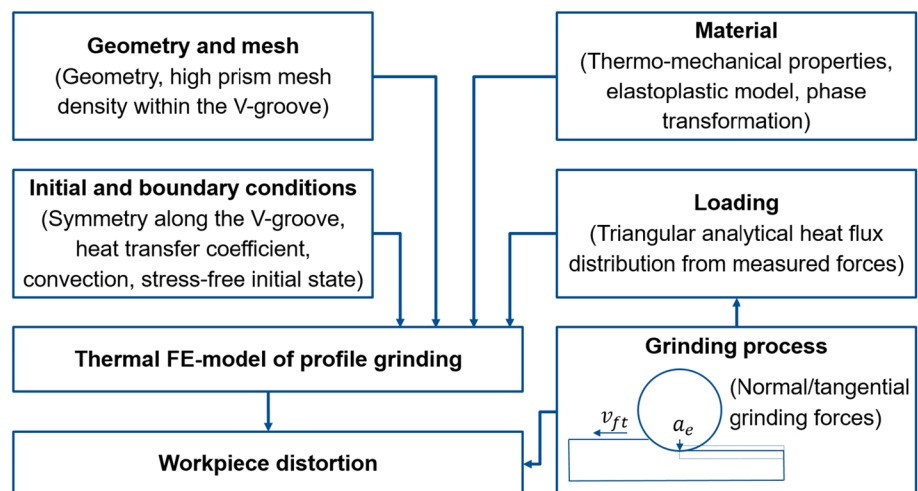 Geometry and mesh
(Geometry, high prism mesh
density within the V-groove)
Material
(Thermo-mechanical properties,
elastoplastic model, phase
transformation)
Initial and boundary conditions
(Symmetry along the V-groove,
heat transfer coefficient,
convection, stress-free initial state)
Loading
(Triangular analytical heat flux
distribution from measured forces)
Thermal FE-model of profile grinding
Grinding process
(Normal/tangential
grinding forces)
v_ft
a_e
Workpiece distortion